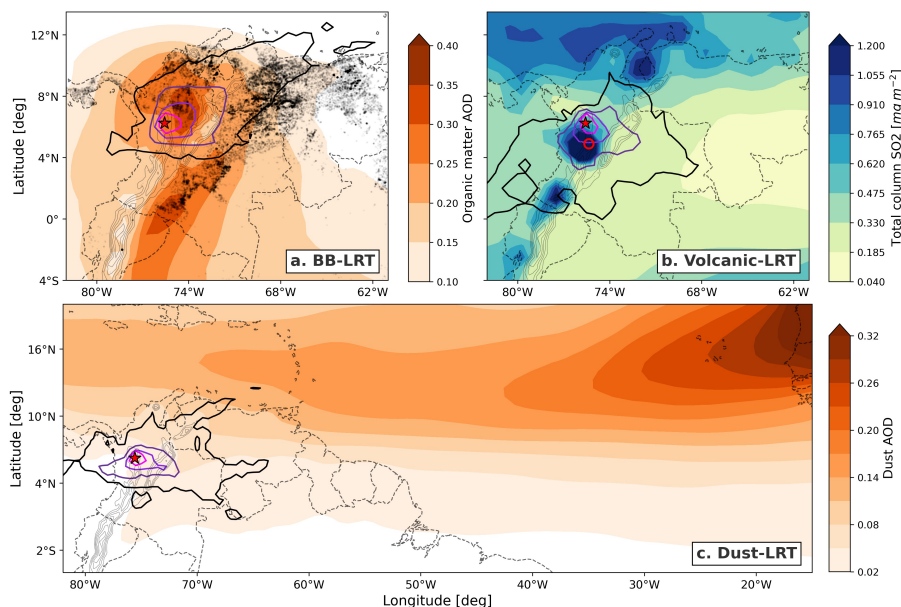 12°N
8°N
4°N
0°
4°S
Latitude [deg]
80°W
74°W
68°W
62°W
a. BB-LRT
0.40
0.35
0.30
0.25
0.20
0.15
0.10
Organic matter AOD
80°W
74°W
68°W
62°W
b. Volcanic-LRT
1.200
1.055
0.910
0.765
0.620
0.475
0.330
0.185
0.040
Total column SO2 [mg m⁻²]
16°N
10°N
4°N
2°S
Latitude [deg]
80°W
70°W
60°W
50°W
40°W
30°W
20°W
Longitude [deg]
c. Dust-LRT
0.32
0.26
0.20
0.14
0.08
0.02
Dust AOD